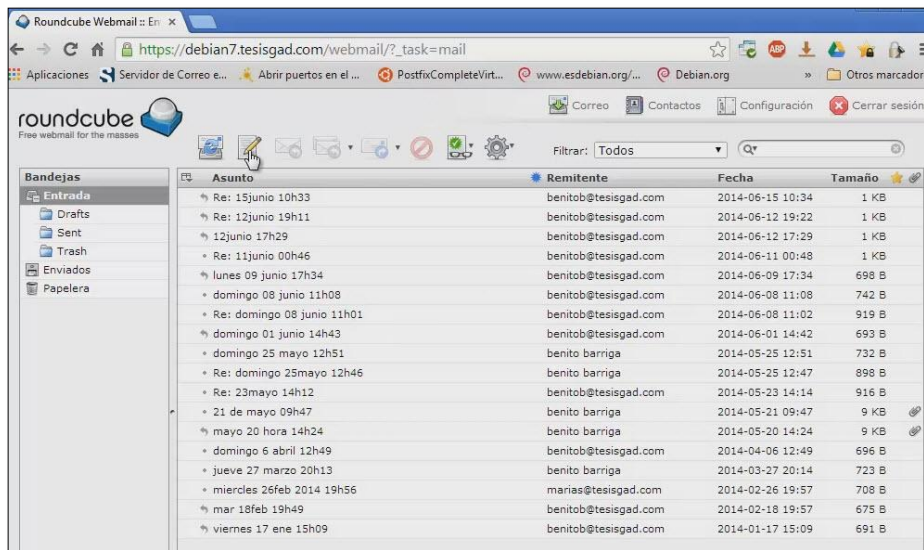 Roundcube Webmail :: En
https://debian7.tesisgad.com/webmail/?_task=mail
ABP
Aplicaciones Servidor de Correo e... Abrir puertos en el ... PostfixCompleteVirt... www.esdebian.org/... Debian.org » Otros marcador
roundcube
Free webmail for the masses
Correo Contactos Configuración Cerrar sesión
Filtrar: Todos
Bandejas Asunto Remitente Fecha Tamaño
Entrada Re: 15junio 10h33 benitob@tesisgad.com 2014-06-15 10:34 1 KB
Drafts Re: 12junio 19h11 benitob@tesisgad.com 2014-06-12 19:22 1 KB
Sent 12junio 17h29 benitob@tesisgad.com 2014-06-12 17:29 1 KB
Trash Re: 11junio 00h46 benitob@tesisgad.com 2014-06-11 00:48 1 KB
Enviados lunes 09 junio 17h34 benitob@tesisgad.com 2014-06-09 17:34 698 B
Papelera domingo 08 junio 11h08 benitob@tesisgad.com 2014-06-08 11:08 742 B
Re: domingo 08 junio 11h01 benitob@tesisgad.com 2014-06-08 11:02 919 B
domingo 01 junio 14h43 benitob@tesisgad.com 2014-06-01 14:42 693 B
domingo 25 mayo 12h51 benito barriga 2014-05-25 12:51 732 B
Re: domingo 25mayo 12h46 benito barriga 2014-05-25 12:47 898 B
Re: 23mayo 14h12 benitob@tesisgad.com 2014-05-23 14:14 916 B
21 de mayo 09h47 benito barriga 2014-05-21 09:47 9 KB
mayo 20 hora 14h24 benito barriga 2014-05-20 14:24 9 KB
domingo 6 abril 12h49 benitob@tesisgad.com 2014-04-06 12:49 696 B
jueve 27 marzo 20h13 benito barriga 2014-03-27 20:14 723 B
miercles 26feb 2014 19h56 marias@tesisgad.com 2014-02-26 19:57 708 B
mar 18feb 19h49 benitob@tesisgad.com 2014-02-18 19:57 675 B
viernes 17 ene 15h09 benitob@tesisgad.com 2014-01-17 15:09 691 B